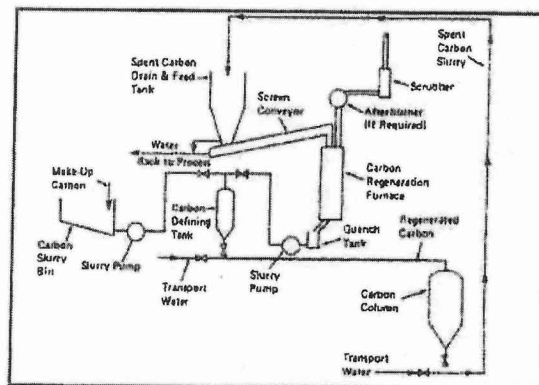 Spent Carbon
Drain & Feed
Tank
Spent
Carbon
Slurry
Scrubber
Screw
Conveyor
Afterburner
(If Required)
Water
Back to Process
Make-Up
Carbon
Carbon
Regeneration
Furnace
Carbon
Defining
Tank
Regenerated
Carbon
Carbon
Slurry
Bin
Slurry Pump
Quench
Tank
Transport
Water
Slurry
Pump
Carbon
Column
Transport
Water